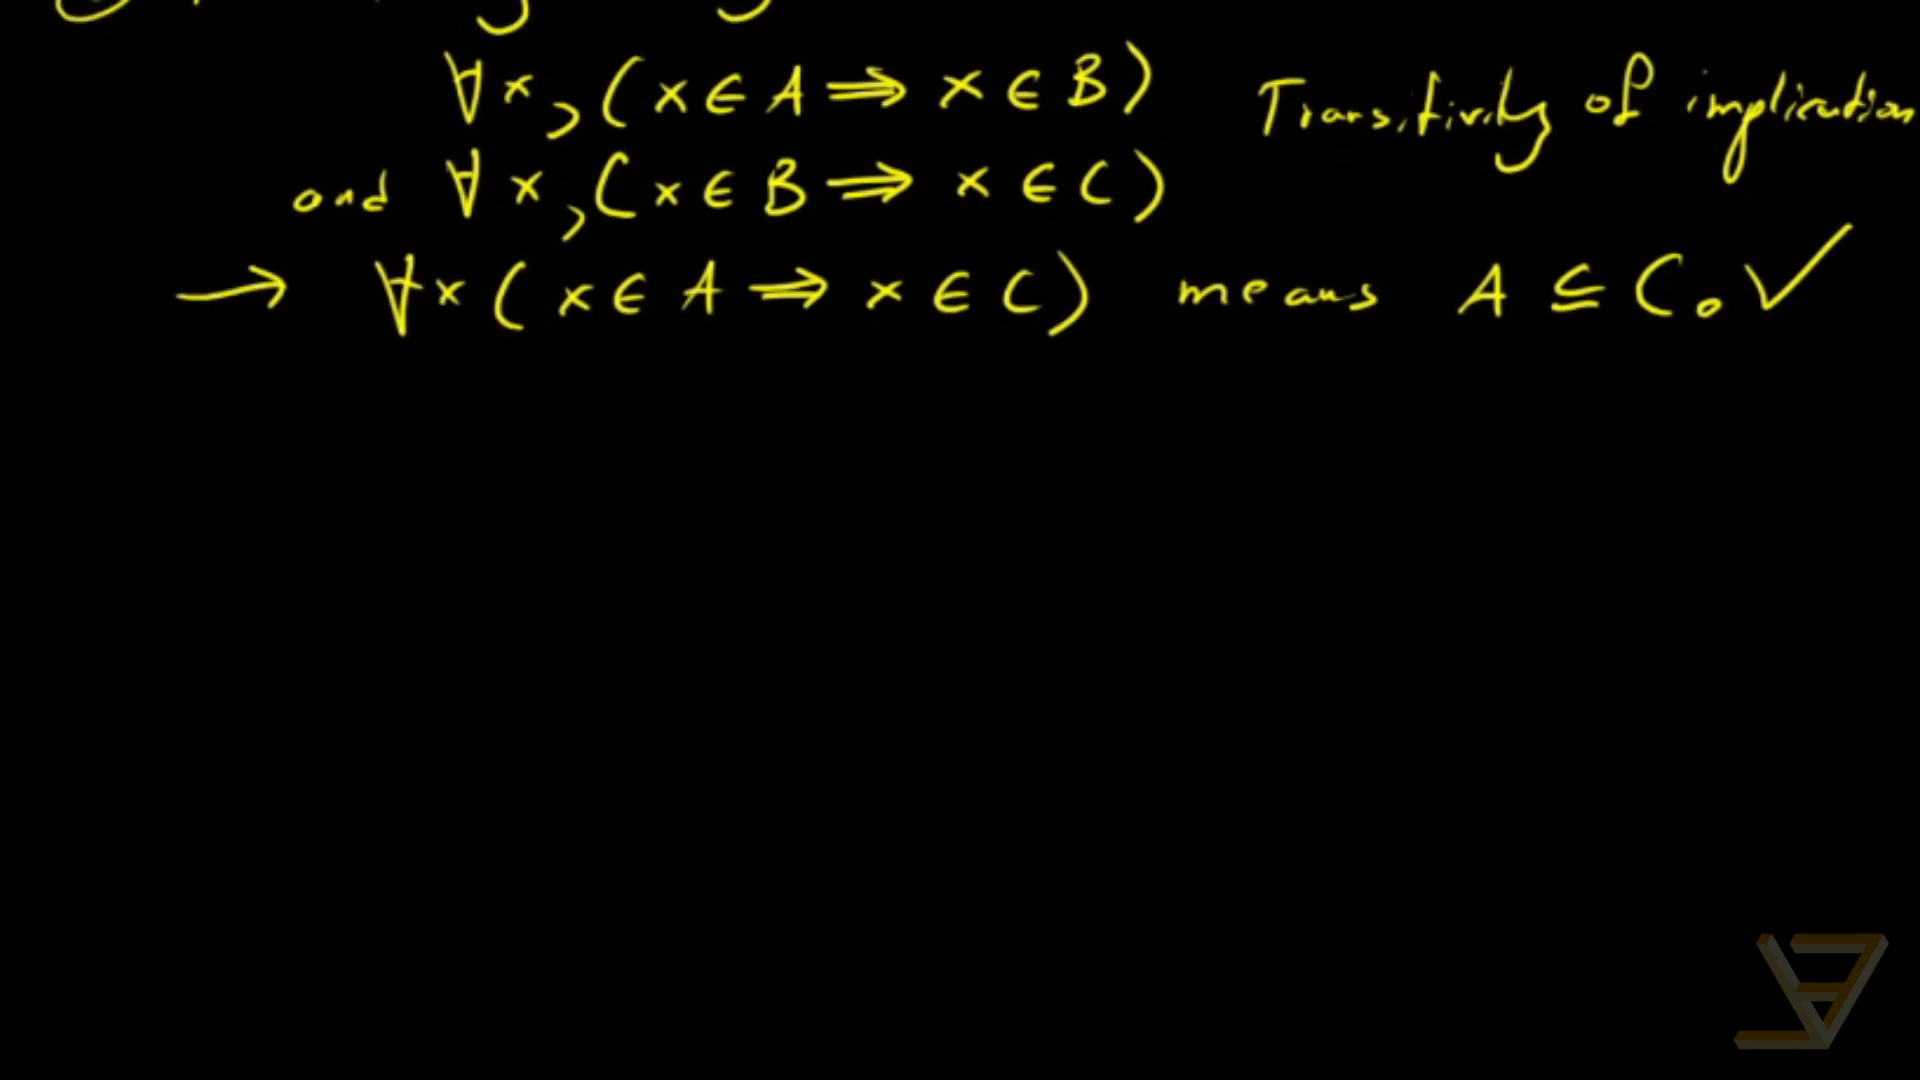 ∀x, (x ∈ A ⟹ x ∈ B) Transitivity of implication
and ∀x, (x ∈ B ⟹ x ∈ C)
→ ∀x (x ∈ A ⟹ x ∈ C) means A ⊆ C. ✓